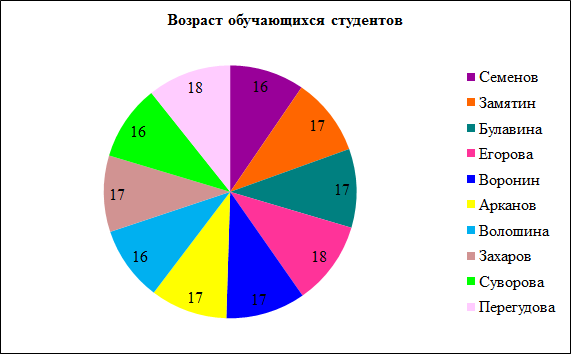 Возраст обучающихся студентов
16
17
17
18
17
17
16
17
16
18
Семенов
Замятин
Булавина
Егорова
Воронин
Арканов
Волошина
Захаров
Суворова
Перегудова